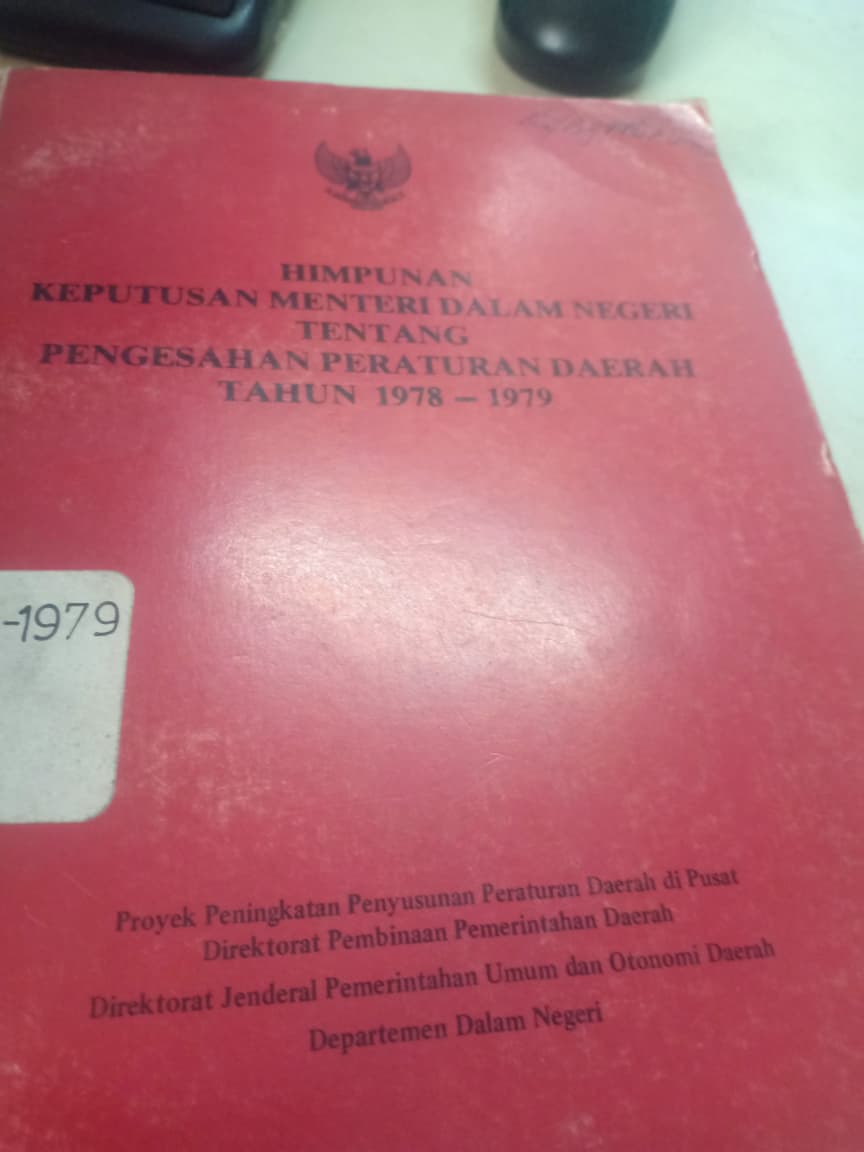 HIMPUNAN
KEPUTUSAN MENTERI DALAM NEGERI
TENTANG
PENGESAHAN PERATURAN DAERAH
TAHUN 1978 – 1979
-1979
Proyek Peningkatan Penyusunan Peraturan Daerah di Pusat
Direktorat Pembinaan Pemerintahan Daerah
Direktorat Jenderal Pemerintahan Umum dan Otonomi Daerah
Departemen Dalam Negeri